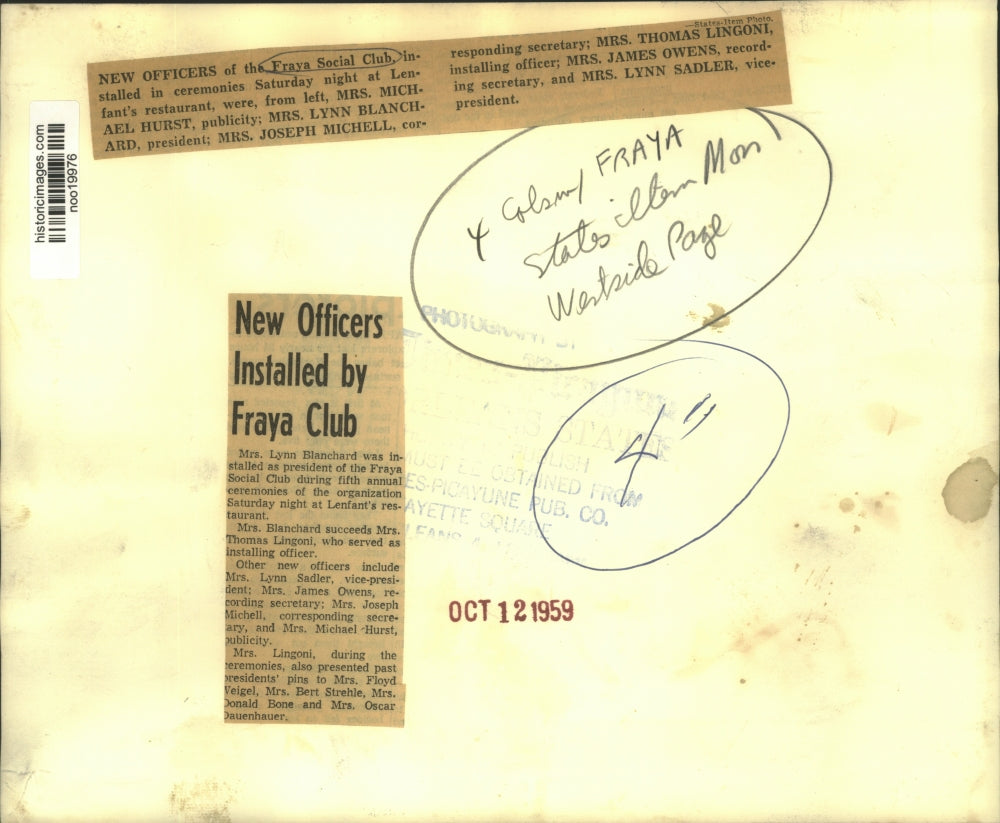 —States-Item Photo.
NEW OFFICERS of the Fraya Social Club, in-
stalled in ceremonies Saturday night at Len-
fant's restaurant, were, from left, MRS. MICH-
AEL HURST, publicity; MRS. LYNN BLANCH-
ARD, president; MRS. JOSEPH MICHELL, cor-
responding secretary; MRS. THOMAS LINGONI,
installing officer; MRS. JAMES OWENS, record-
ing secretary, and MRS. LYNN SADLER, vice-
president.
historicimages.com
noo19976
4 Colsm/ FRAYA
States-Item Mon
Westside Page
New Officers
Installed by
Fraya Club
Mrs. Lynn Blanchard was in-
stalled as president of the Fraya
Social Club during fifth annual
ceremonies of the organization
Saturday night at Lenfant's res-
taurant.
Mrs. Blanchard succeeds Mrs.
Thomas Lingoni, who served as
installing officer.
Other new officers include
Mrs. Lynn Sadler, vice-presi-
dent; Mrs. James Owens, re-
cording secretary; Mrs. Joseph
Michell, corresponding secre-
tary, and Mrs. Michael Hurst,
publicity.
Mrs. Lingoni, during the
ceremonies, also presented past
presidents' pins to Mrs. Floyd
Veigel, Mrs. Bert Strehle, Mrs.
Donald Bone and Mrs. Oscar
Dauenhauer.
PHOTOGRAPH BY
STATES
PUBLISH
MUST BE OBTAINED FROM
ES-PICAYUNE PUB. CO.
AYETTE SQUARE
LEANS
4"
OCT 12 1959